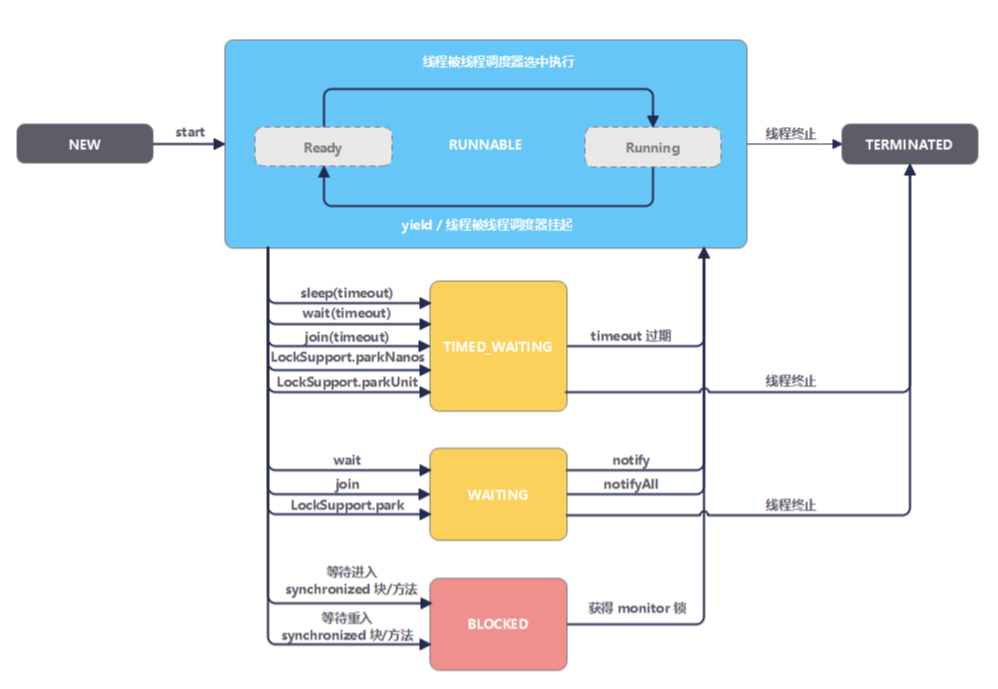 线程被线程调度器选中执行
NEW
start
Ready
RUNNABLE
Running
线程终止
TERMINATED
yield / 线程被线程调度器挂起
sleep(timeout)
wait(timeout)
join(timeout)
LockSupport.parkNanos
LockSupport.parkUnit
TIMED_WAITING
timeout 过期
线程终止
wait
join
LockSupport.park
WAITING
notify
notifyAll
线程终止
等待进入
synchronized 块/方法
等待重入
synchronized 块/方法
BLOCKED
获得 monitor 锁